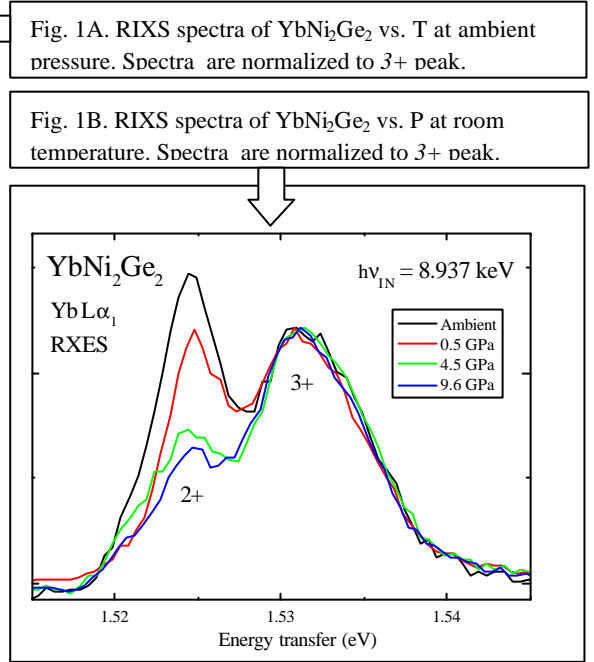 Fig. 1A. RIXS spectra of YbNi₂Ge₂ vs. T at ambient
pressure. Spectra are normalized to 3+ peak.
Fig. 1B. RIXS spectra of YbNi₂Ge₂ vs. P at room
temperature. Spectra are normalized to 3+ peak.
YbNi₂Ge₂
hν_IN = 8.937 keV
Yb Lα₁
RXES
Ambient
0.5 GPa
4.5 GPa
9.6 GPa
3+
2+
1.52 1.53 1.54
Energy transfer (eV)